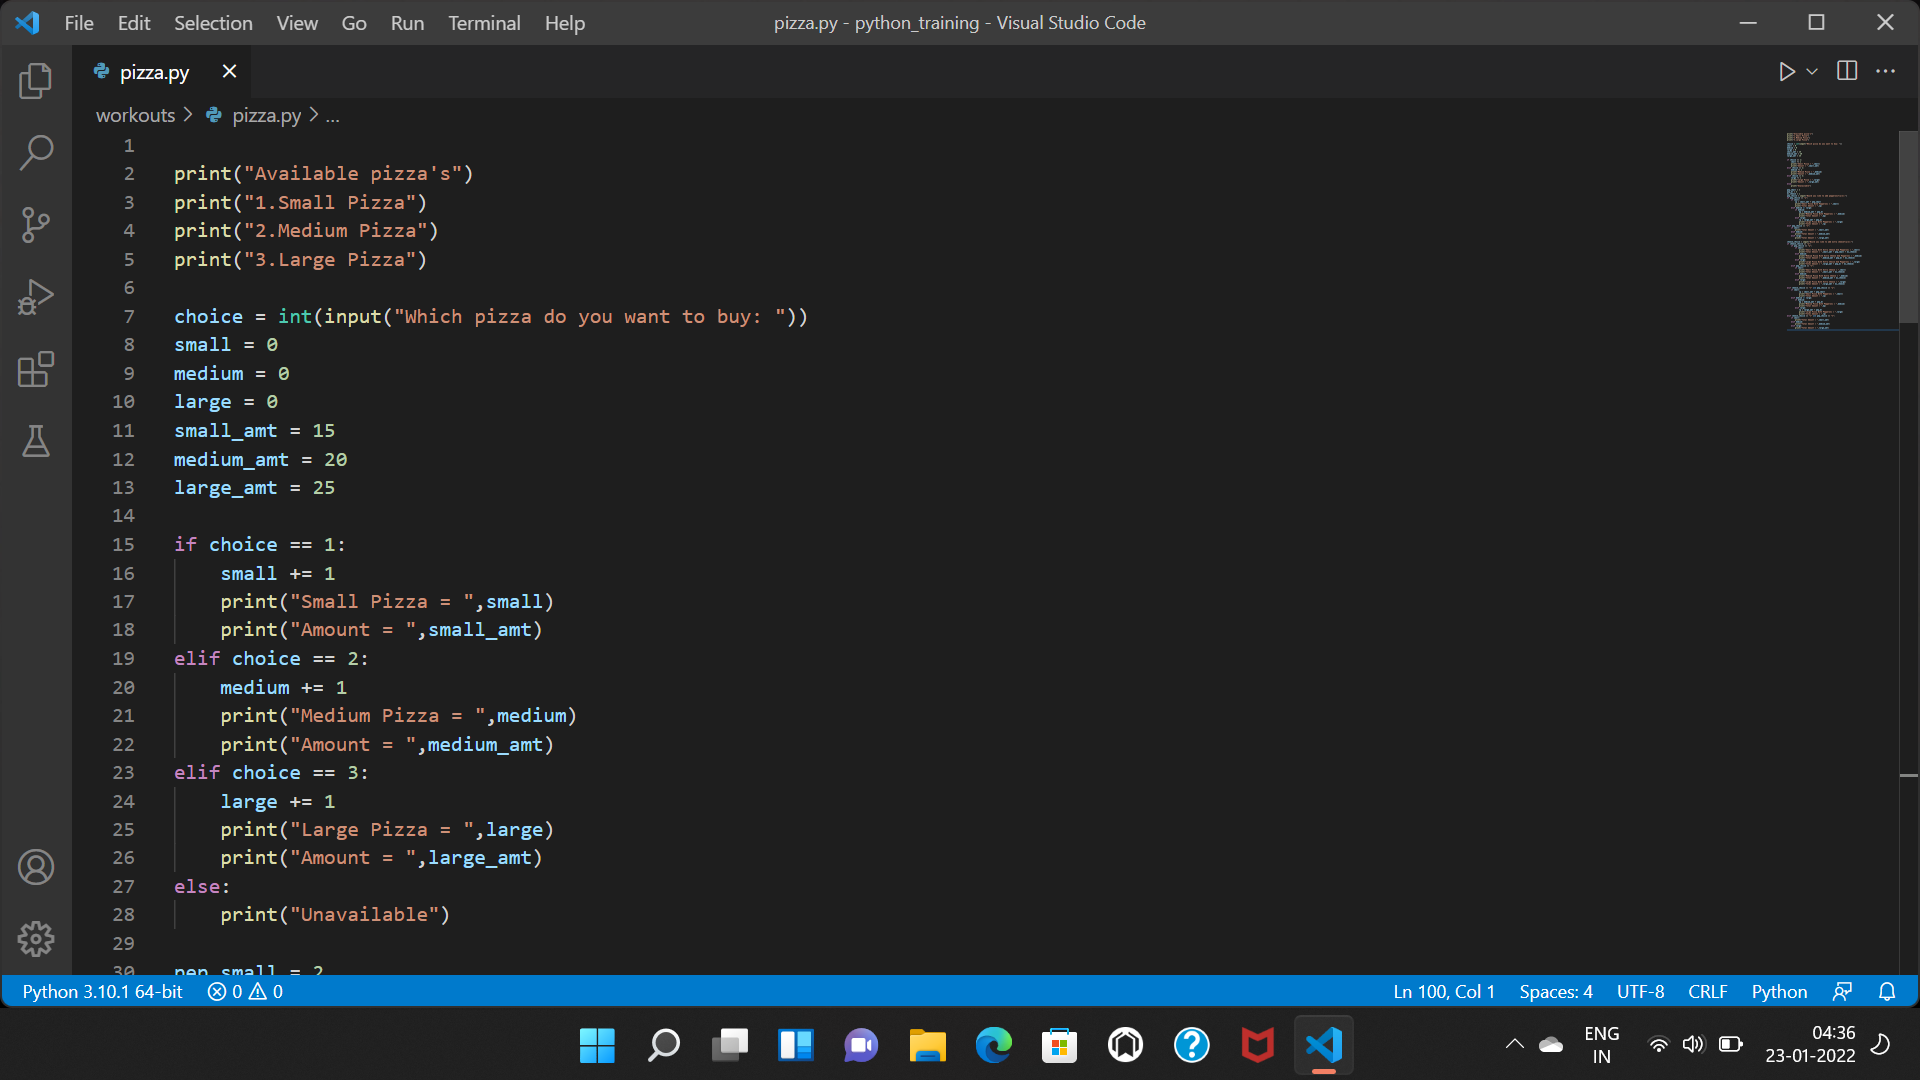 File Edit Selection View Go Run Terminal Help pizza.py - python_training - Visual Studio Code
pizza.py
workouts > pizza.py > ...
1
2 print("Available pizza's")
3 print("1.Small Pizza")
4 print("2.Medium Pizza")
5 print("3.Large Pizza")
6
7 choice = int(input("Which pizza do you want to buy: "))
8 small = 0
9 medium = 0
10 large = 0
11 small_amt = 15
12 medium_amt = 20
13 large_amt = 25
14
15 if choice == 1:
16 small += 1
17 print("Small Pizza = ",small)
18 print("Amount = ",small_amt)
19 elif choice == 2:
20 medium += 1
21 print("Medium Pizza = ",medium)
22 print("Amount = ",medium_amt)
23 elif choice == 3:
24 large += 1
25 print("Large Pizza = ",large)
26 print("Amount = ",large_amt)
27 else:
28 print("Unavailable")
29
30 pep_small = 2
Python 3.10.1 64-bit 0 0 Ln 100, Col 1 Spaces: 4 UTF-8 CRLF Python
ENG 04:36
IN 23-01-2022